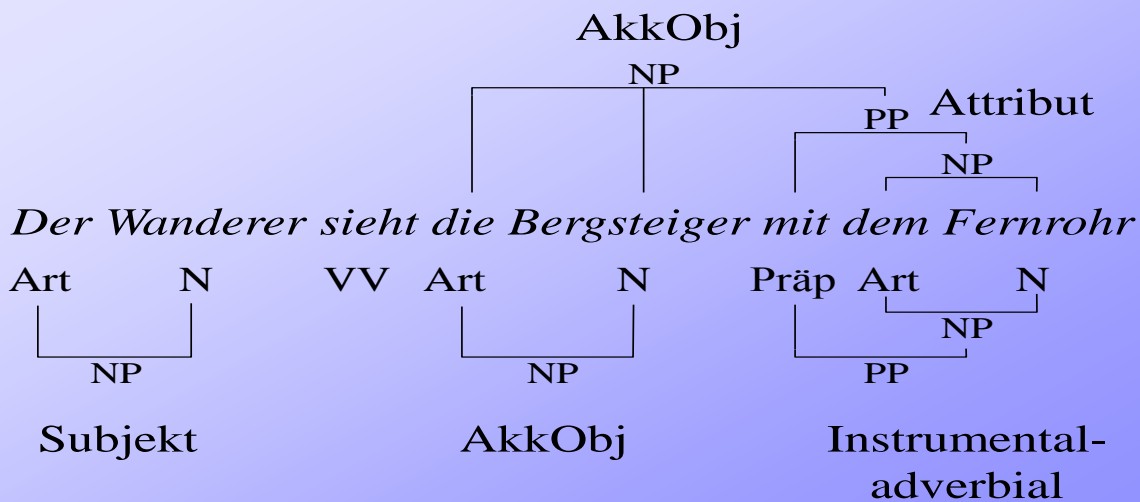 AkkObj
NP
Attribut
PP
NP
Der Wanderer sieht die Bergsteiger mit dem Fernrohr
Art N VV Art N Präp Art N
NP
NP NP PP
Subjekt AkkObj Instrumental-
adverbial